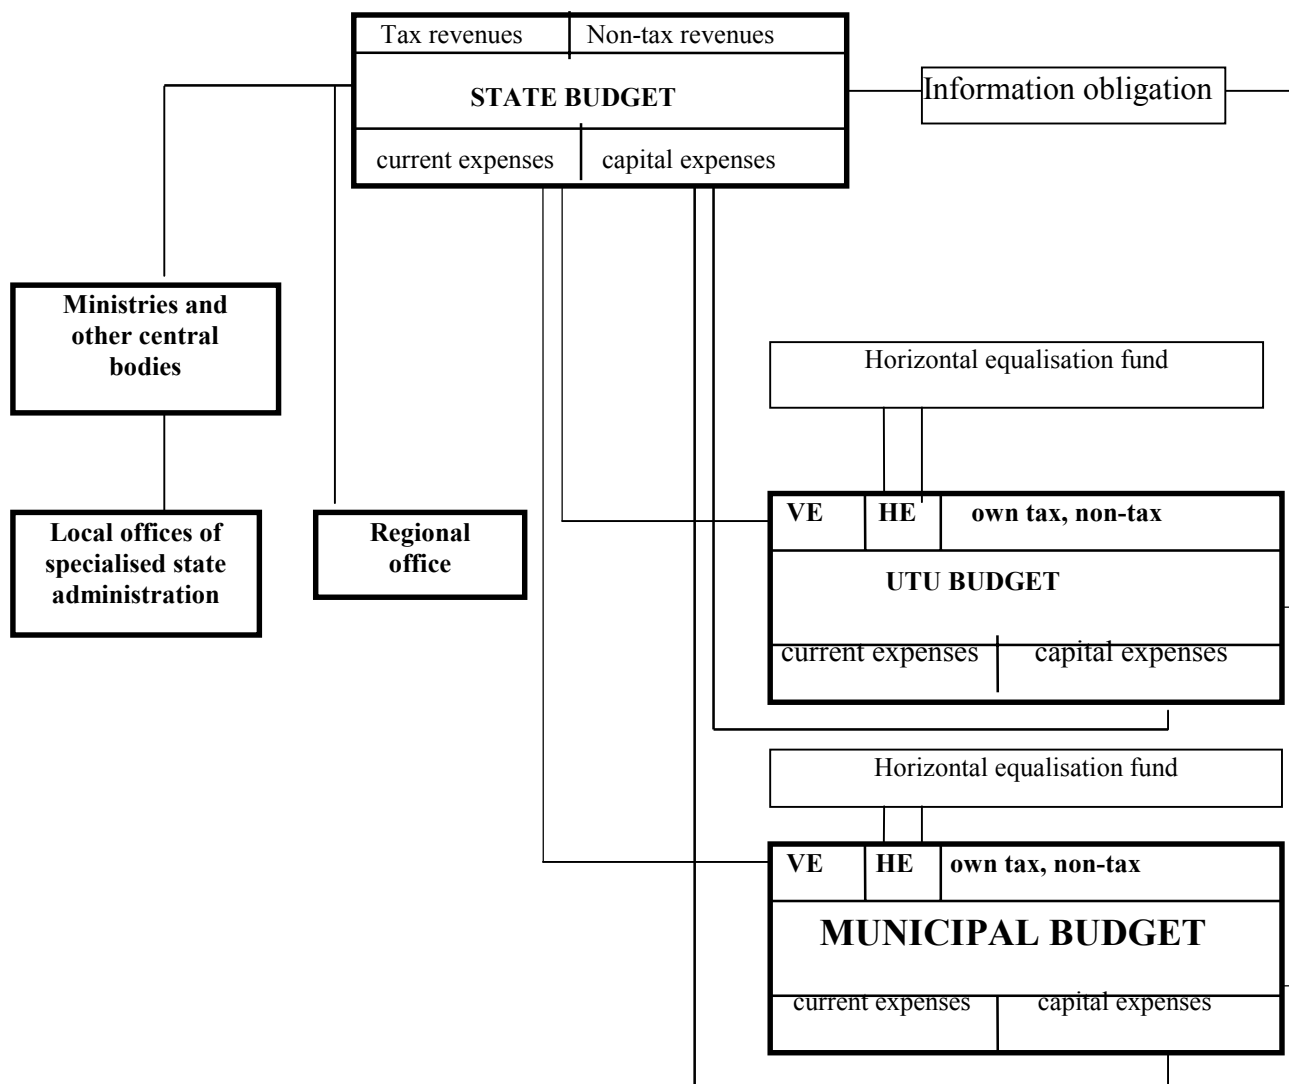 Tax revenues
Non-tax revenues
STATE BUDGET
current expenses
capital expenses
Information obligation
Ministries and
other central
bodies
Local offices of
specialised state
administration
Regional
office
Horizontal equalisation fund
VE
HE
own tax, non-tax
UTU BUDGET
current expenses
capital expenses
Horizontal equalisation fund
VE
HE
own tax, non-tax
MUNICIPAL BUDGET
current expenses
capital expenses